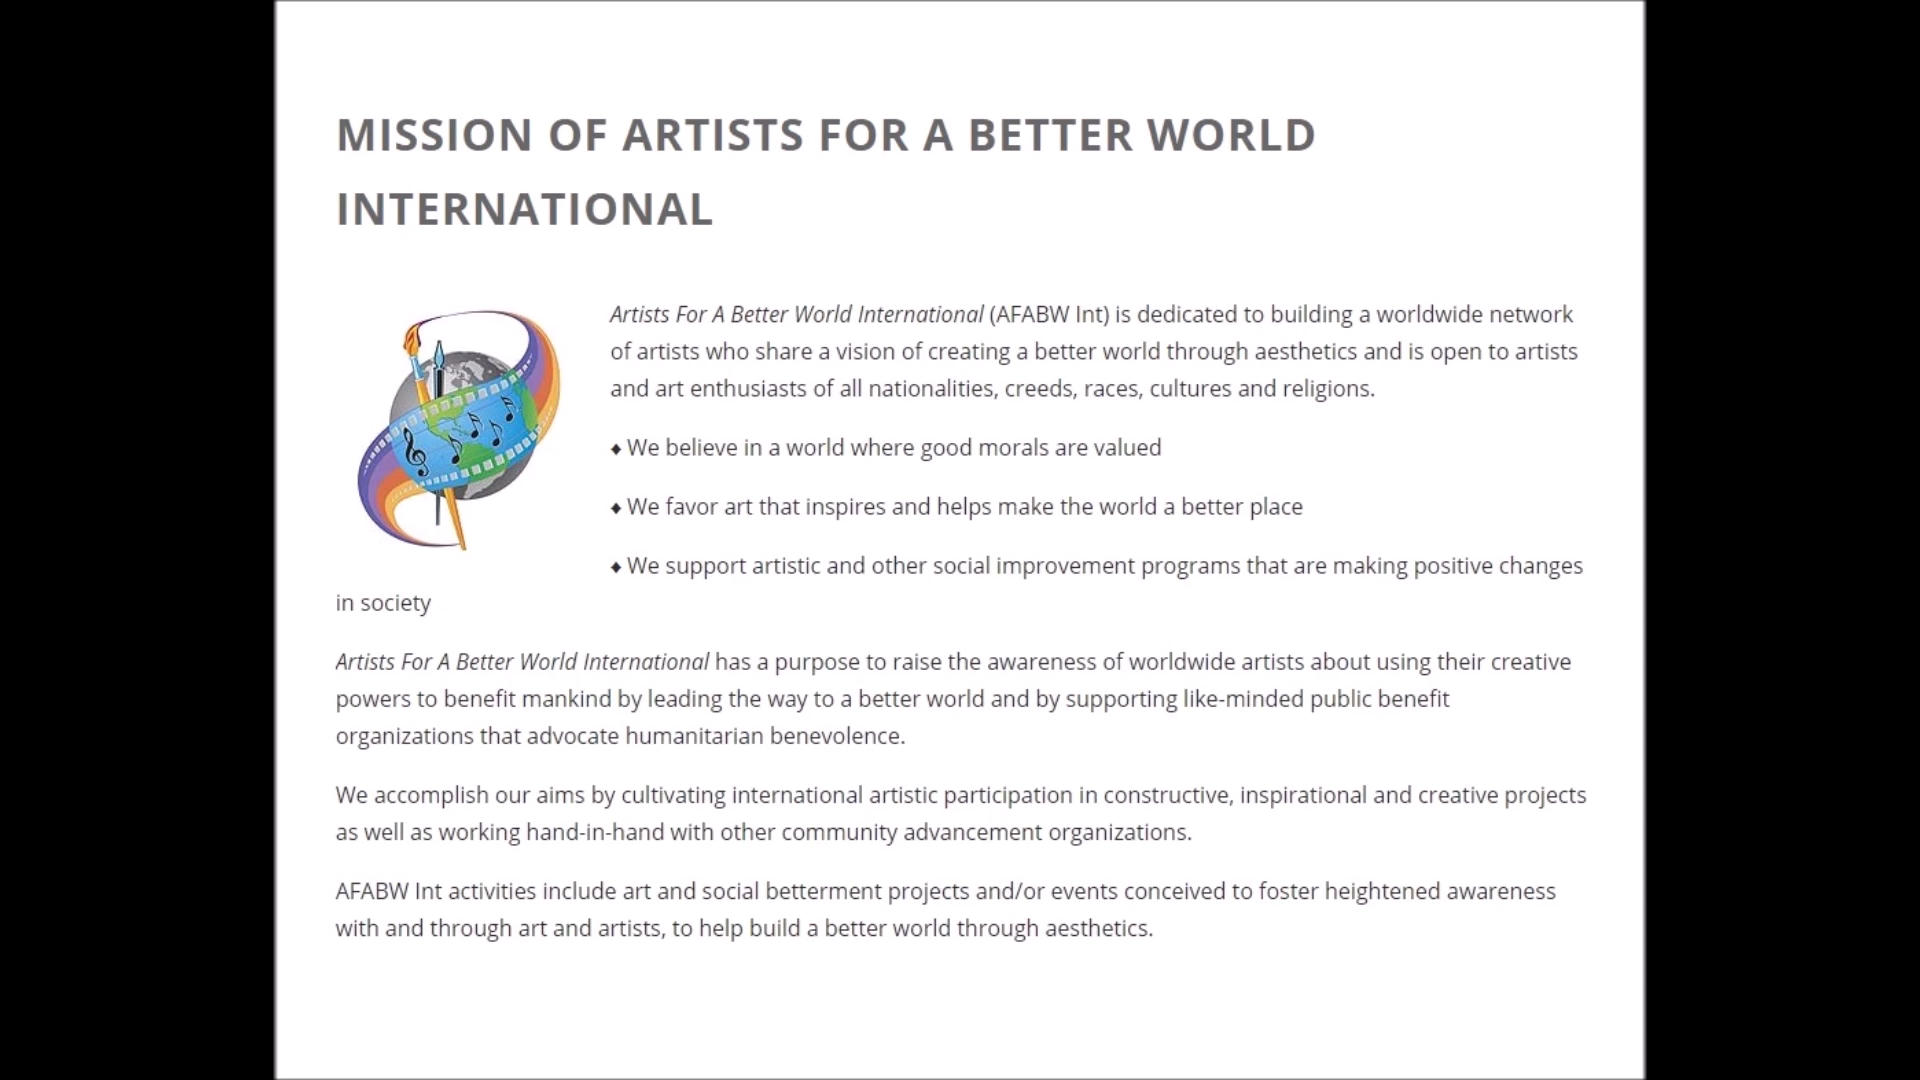 MISSION OF ARTISTS FOR A BETTER WORLD
INTERNATIONAL
Artists For A Better World International (AFABW Int) is dedicated to building a worldwide network
of artists who share a vision of creating a better world through aesthetics and is open to artists
and art enthusiasts of all nationalities, creeds, races, cultures and religions.
♦ We believe in a world where good morals are valued
♦ We favor art that inspires and helps make the world a better place
♦ We support artistic and other social improvement programs that are making positive changes
in society
Artists For A Better World International has a purpose to raise the awareness of worldwide artists about using their creative
powers to benefit mankind by leading the way to a better world and by supporting like-minded public benefit
organizations that advocate humanitarian benevolence.
We accomplish our aims by cultivating international artistic participation in constructive, inspirational and creative projects
as well as working hand-in-hand with other community advancement organizations.
AFABW Int activities include art and social betterment projects and/or events conceived to foster heightened awareness
with and through art and artists, to help build a better world through aesthetics.